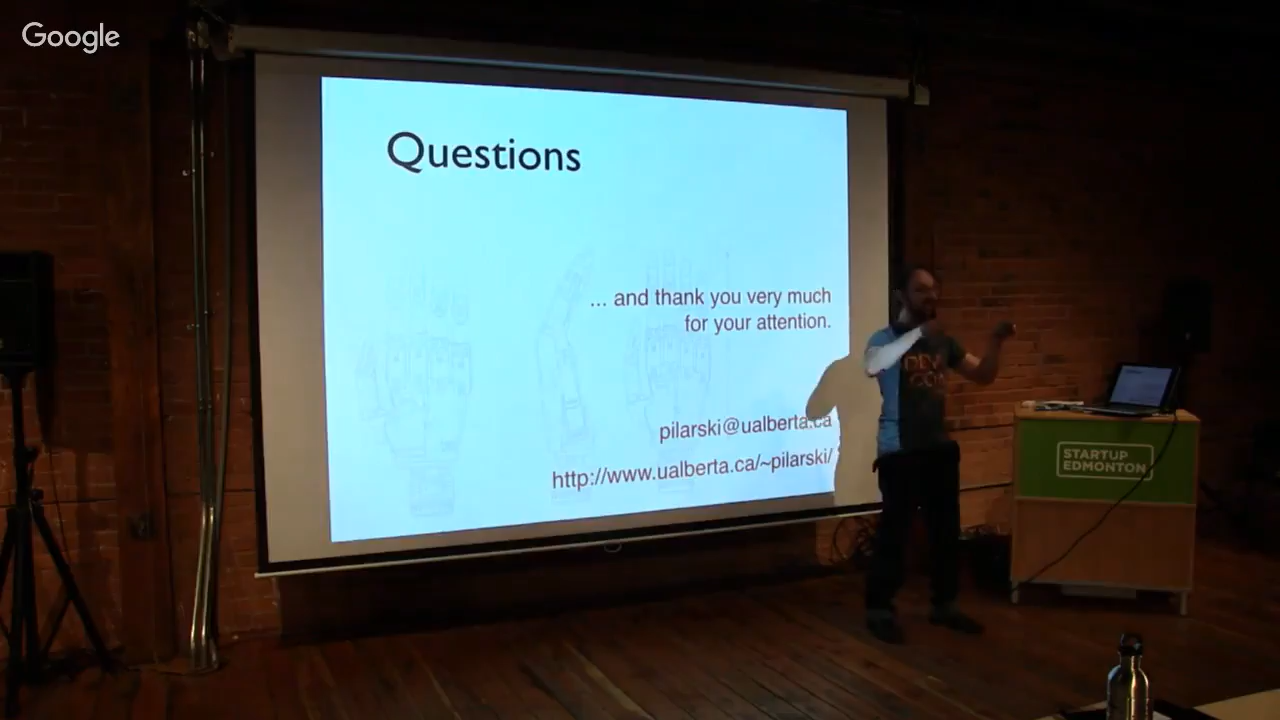 Google
Questions
... and thank you very much
for your attention.
pilarski@ualberta.ca
http://www.ualberta.ca/~pilarski/
STARTUP
EDMONTON